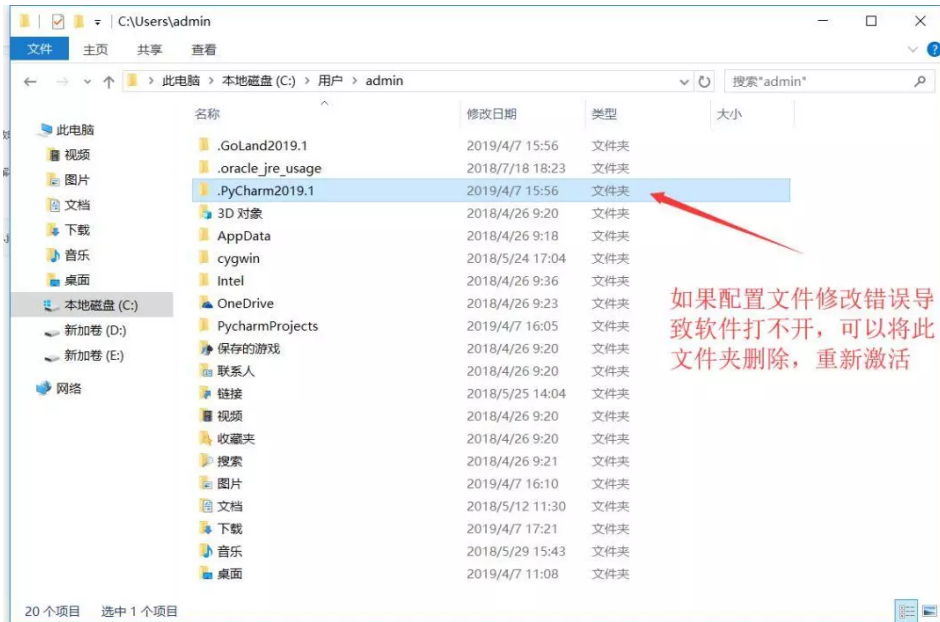 C:\Users\admin
文件 主页 共享 查看
此电脑 本地磁盘 (C:) 用户 admin 搜索"admin"
名称 修改日期 类型 大小
此电脑
视频
图片
文档
下载
音乐
桌面
本地磁盘 (C:)
新加卷 (D:)
新加卷 (E:)
网络
.GoLand2019.1 2019/4/7 15:56 文件夹
.oracle_jre_usage 2018/7/18 18:23 文件夹
.PyCharm2019.1 2019/4/7 15:56 文件夹
3D 对象 2018/4/26 9:20 文件夹
AppData 2018/4/26 9:18 文件夹
cygwin 2018/5/24 17:04 文件夹
Intel 2018/4/26 9:36 文件夹
OneDrive 2018/4/26 9:23 文件夹
PycharmProjects 2019/4/7 16:05 文件夹
保存的游戏 2018/4/26 9:20 文件夹
联系人 2018/4/26 9:20 文件夹
链接 2018/5/25 14:04 文件夹
视频 2018/4/26 9:20 文件夹
收藏夹 2018/4/26 9:20 文件夹
搜索 2018/4/26 9:21 文件夹
图片 2019/4/7 16:10 文件夹
文档 2018/5/12 11:30 文件夹
下载 2019/4/7 17:21 文件夹
音乐 2018/5/29 15:43 文件夹
桌面 2019/4/7 11:08 文件夹
如果配置文件修改错误导
致软件打不开，可以将此
文件夹删除，重新激活
20 个项目 选中 1 个项目